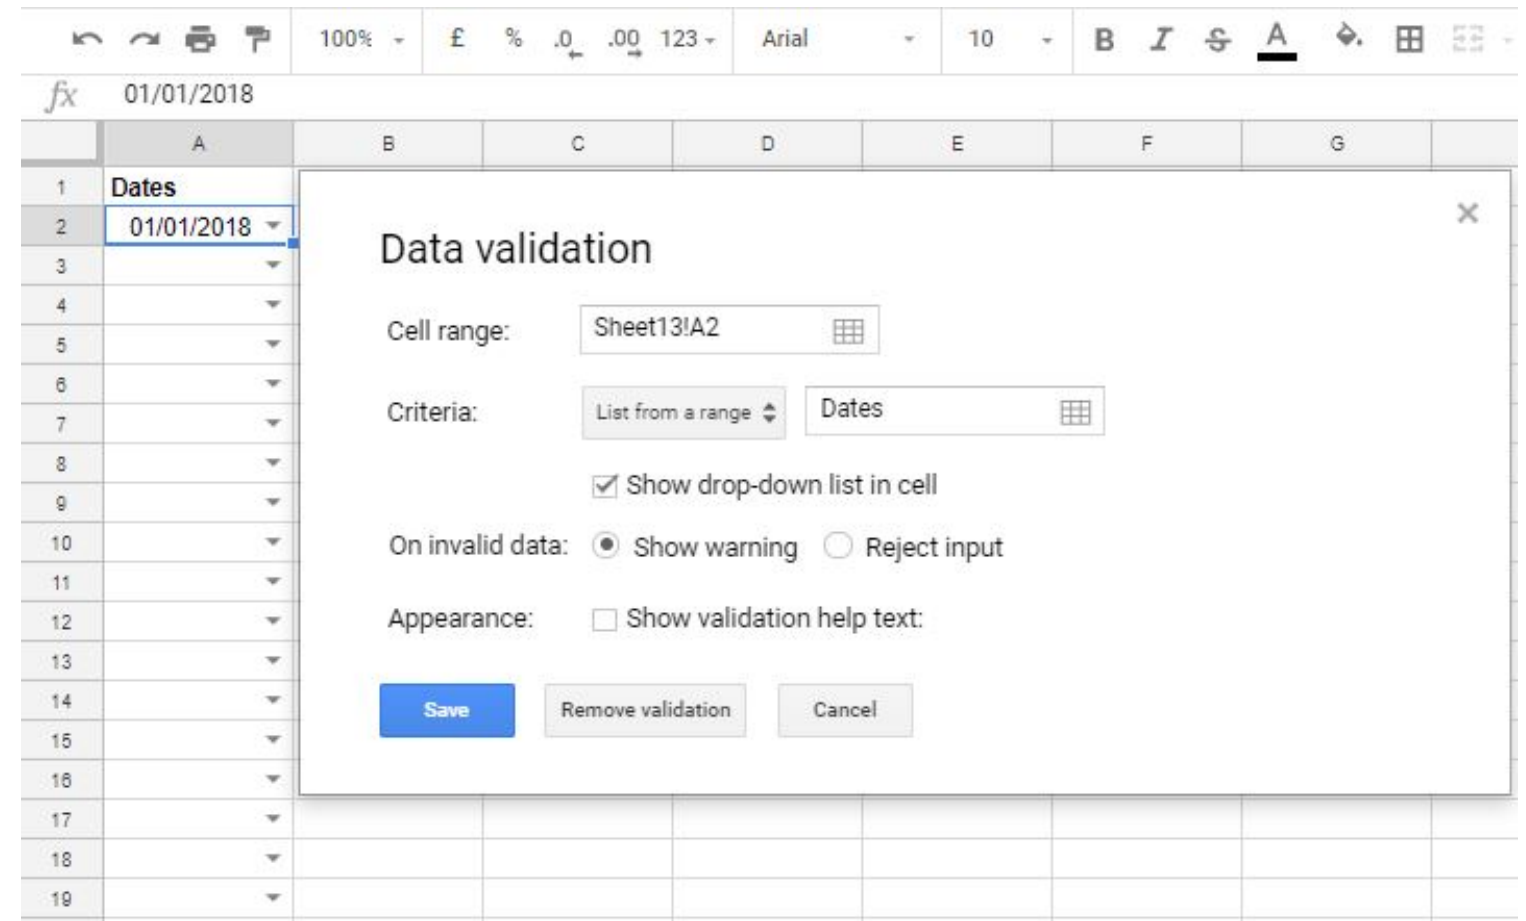 100% £ % .0 .00 123 Arial 10 B I S A
fx 01/01/2018
A B C D E F G
1 Dates
2 01/01/2018
3
4
5
6
7
8
9
10
11
12
13
14
15
16
17
18
19
Data validation
Cell range: Sheet13!A2
Criteria: List from a range Dates
Show drop-down list in cell
On invalid data: Show warning Reject input
Appearance: Show validation help text:
Save Remove validation Cancel